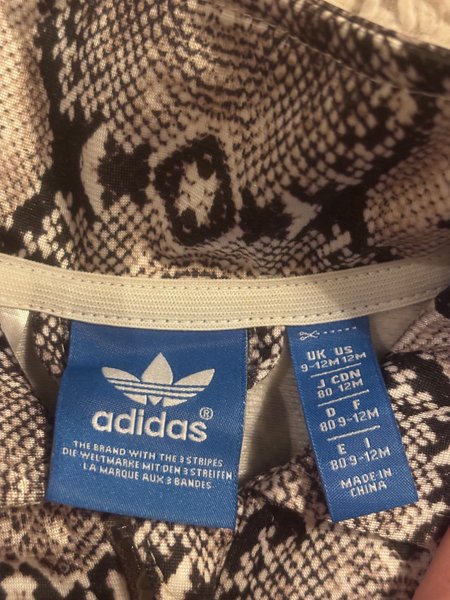 adidas®
THE BRAND WITH THE 3 STRIPES
DIE WELTMARKE MIT DEN 3 STREIFEN
LA MARQUE AUX 3 BANDES
UK US
9-12M 12M
J CDN
80 12M
D F
80 9-12M
E I
80 9-12M
MADE IN
CHINA